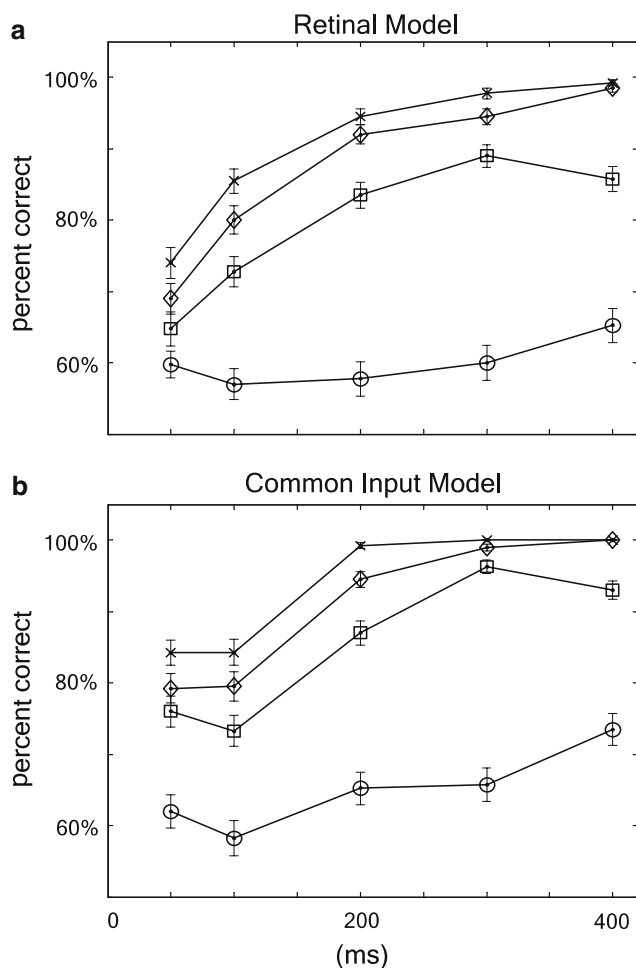 a
Retinal Model
100%
80%
60%
percent correct
b
Common Input Model
100%
80%
60%
percent correct
0 200 400
(ms)